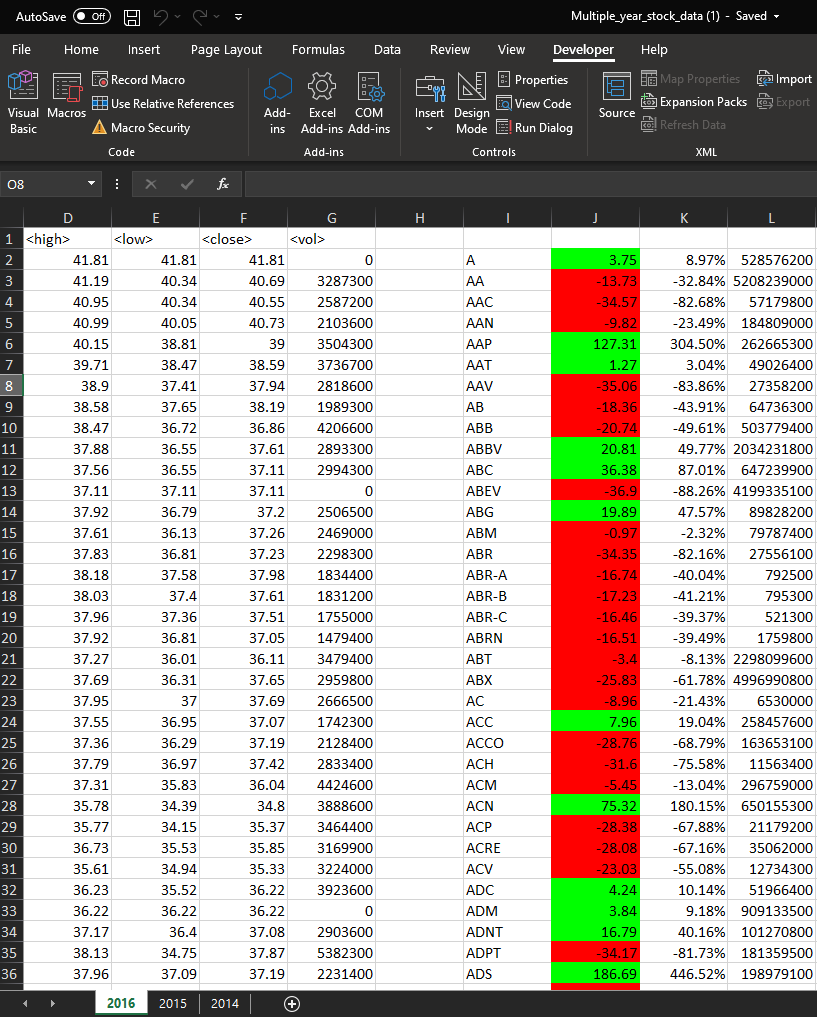 AutoSave Off Multiple_year_stock_data (1) - Saved
File Home Insert Page Layout Formulas Data Review View Developer Help
Visual Basic
Macros
Record Macro
Use Relative References
Macro Security
Code
Add-ins
Excel Add-ins
COM Add-ins
Add-ins
Insert
Design Mode
Properties
View Code
Run Dialog
Controls
Source
Map Properties
Expansion Packs
Refresh Data
Import
Export
XML
O8 fx
D E F G H I J K L
1 <high> <low> <close> <vol>
2 41.81 41.81 41.81 0 A 3.75 8.97% 528576200
3 41.19 40.34 40.69 3287300 AA -13.73 -32.84% 5208239000
4 40.95 40.34 40.55 2587200 AAC -34.57 -82.68% 57179800
5 40.99 40.05 40.73 2103600 AAN -9.82 -23.49% 184809000
6 40.15 38.81 39 3504300 AAP 127.31 304.50% 262665300
7 39.71 38.47 38.59 3736700 AAT 1.27 3.04% 49026400
8 38.9 37.41 37.94 2818600 AAV -35.06 -83.86% 27358200
9 38.58 37.65 38.19 1989300 AB -18.36 -43.91% 64736300
10 38.47 36.72 36.86 4206600 ABB -20.74 -49.61% 503779400
11 37.88 36.55 37.61 2893300 ABBV 20.81 49.77% 2034231800
12 37.56 36.55 37.11 2994300 ABC 36.38 87.01% 647239900
13 37.11 37.11 37.11 0 ABEV -36.9 -88.26% 4199335100
14 37.92 36.79 37.2 2506500 ABG 19.89 47.57% 89828200
15 37.61 36.13 37.26 2469000 ABM -0.97 -2.32% 79787400
16 37.83 36.81 37.23 2298300 ABR -34.35 -82.16% 27556100
17 38.18 37.58 37.98 1834400 ABR-A -16.74 -40.04% 792500
18 38.03 37.4 37.61 1831200 ABR-B -17.23 -41.21% 795300
19 37.96 37.36 37.51 1755000 ABR-C -16.46 -39.37% 521300
20 37.92 36.81 37.05 1479400 ABRN -16.51 -39.49% 1759800
21 37.27 36.01 36.11 3479400 ABT -3.4 -8.13% 2298099600
22 37.69 36.31 37.65 2959800 ABX -25.83 -61.78% 4996990800
23 37.95 37 37.69 2666500 AC -8.96 -21.43% 6530000
24 37.55 36.95 37.07 1742300 ACC 7.96 19.04% 258457600
25 37.36 36.29 37.19 2128400 ACCO -28.76 -68.79% 163653100
26 37.79 36.97 37.42 2833400 ACH -31.6 -75.58% 11563400
27 37.31 35.83 36.04 4424600 ACM -5.45 -13.04% 296759000
28 35.78 34.39 34.8 3888600 ACN 75.32 180.15% 650155300
29 35.77 34.15 35.37 3464400 ACP -28.38 -67.88% 21179200
30 36.73 35.53 35.85 3169900 ACRE -28.08 -67.16% 35062000
31 35.61 34.94 35.33 3224000 ACV -23.03 -55.08% 12734300
32 36.23 35.52 36.22 3923600 ADC 4.24 10.14% 51966400
33 36.22 36.22 36.22 0 ADM 3.84 9.18% 909133500
34 37.17 36.4 37.08 2903600 ADNT 16.79 40.16% 101270800
35 38.13 34.75 37.87 5382300 ADPT -34.17 -81.73% 181359500
36 37.96 37.09 37.19 2231400 ADS 186.69 446.52% 198979100
2016 2015 2014